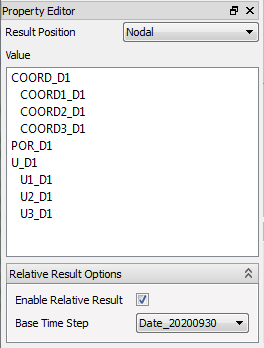 Property Editor
Result Position Nodal
Value
COORD_D1
COORD1_D1
COORD2_D1
COORD3_D1
POR_D1
U_D1
U1_D1
U2_D1
U3_D1
Relative Result Options
Enable Relative Result
Base Time Step Date_20200930